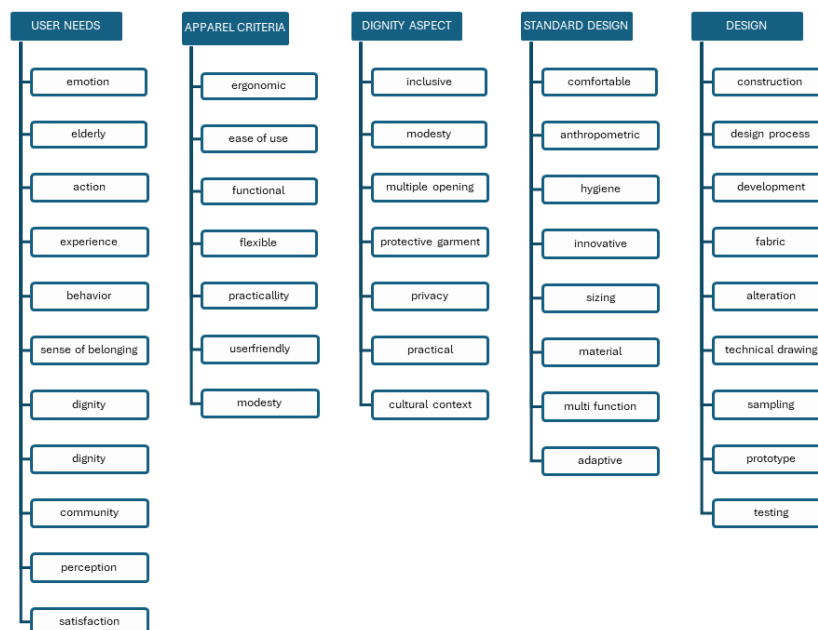 USER NEEDS
emotion
elderly
action
experience
behavior
sense of belonging
dignity
dignity
community
perception
satisfaction
APPAREL CRITERIA
ergonomic
ease of use
functional
flexible
practicallity
userfriendly
modesty
DIGNITY ASPECT
inclusive
modesty
multiple opening
protective garment
privacy
practical
cultural context
STANDARD DESIGN
comfortable
anthropometric
hygiene
innovative
sizing
material
multi function
adaptive
DESIGN
construction
design process
development
fabric
alteration
technical drawing
sampling
prototype
testing